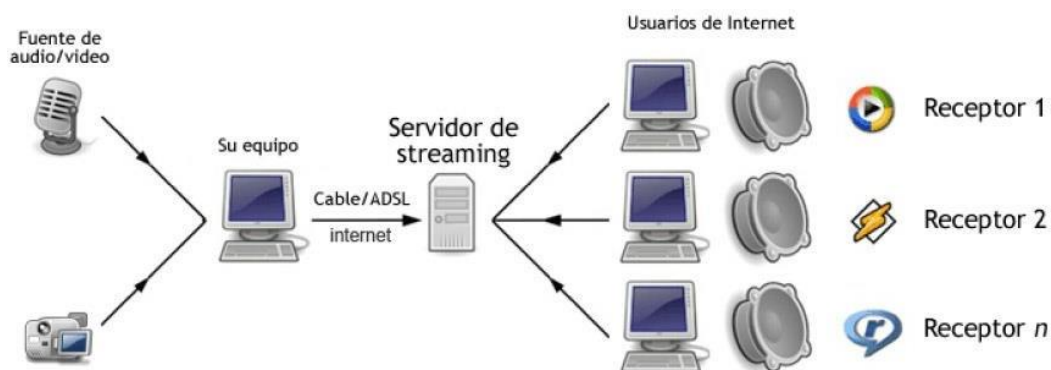 Fuente de
audio/video
Su equipo
Cable/ADSL
internet
Servidor de
streaming
Usuarios de Internet
Receptor 1
Receptor 2
Receptor n